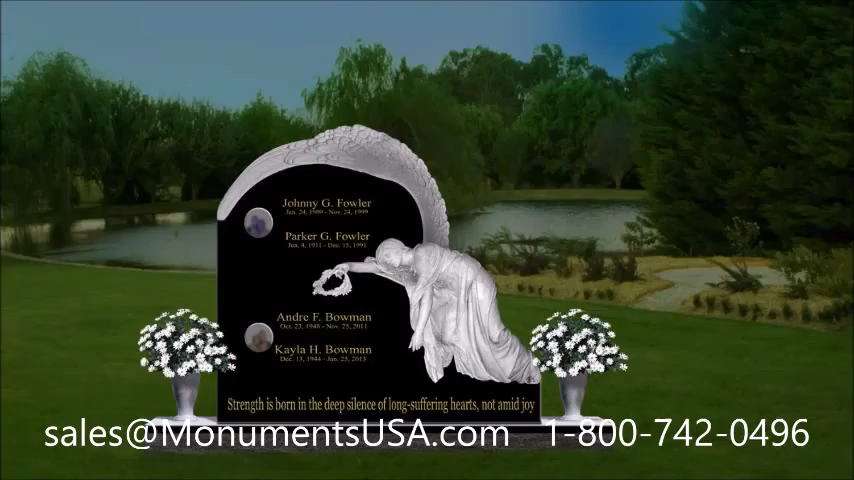 Johnny G. Fowler
Jan. 24, 1909 - Nov. 24, 1999
Parker G. Fowler
Jun. 4, 1911 - Dec. 15, 1991
Andre F. Bowman
Oct. 23, 1948 - Nov. 25, 2011
Kayla H. Bowman
Dec. 13, 1944 - Jan. 25, 2013
Strength is born in the deep silence of long-suffering hearts, not amid joy
sales@MonumentsUSA.com 1-800-742-0496